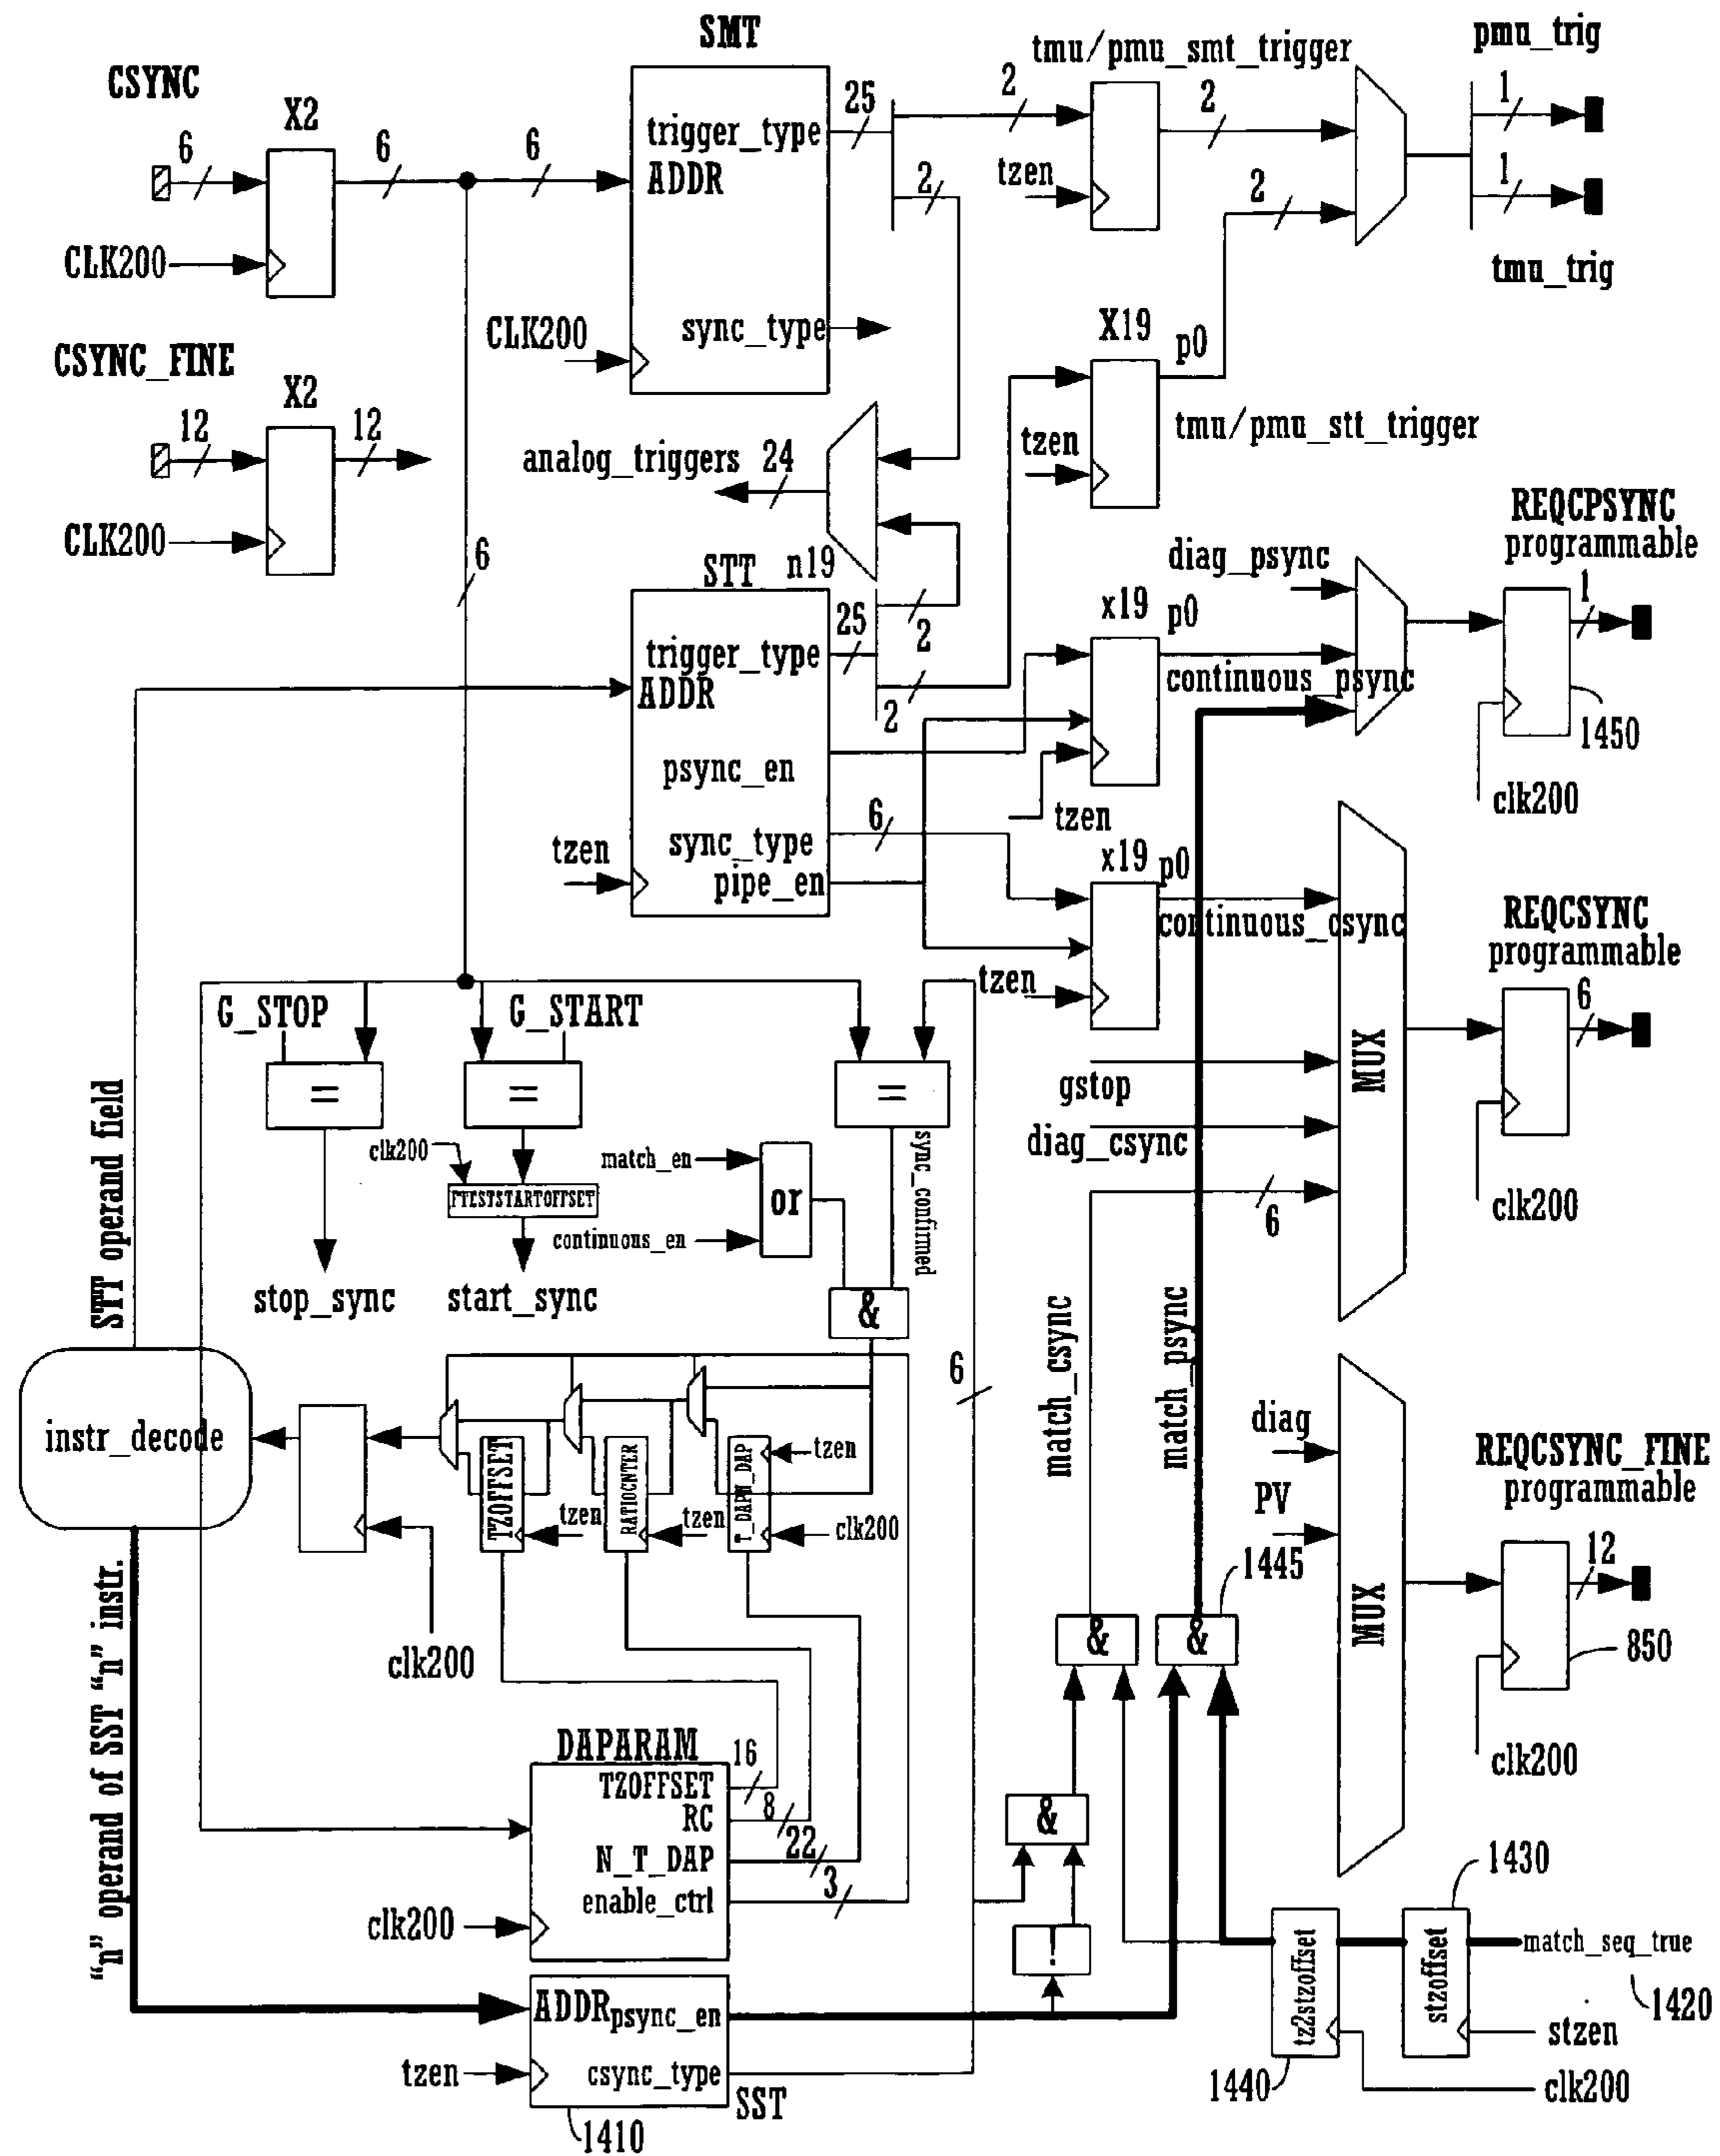 SMT
tmu/pmu_smt_trigger
pmu_trig
CSYNC
X2
6
6
6
trigger_type
ADDR
25
2
2
2
1
tzen
2
1
CLK200
CLK200
sync_type
tmu_trig
CSYNC_FINE
X2
X19
p0
12
12
analog_triggers
24
tzen
tmu/pmu_stt_trigger
CLK200
6
STT
n19
diag_psync
REQCPSYNC
programmable
1
25
2
x19
p0
trigger_type
ADDR
2
continuous_psync
1450
psync_en
tzen
clk200
6
tzen
sync_type
pipe_en
x19
p0
continuous_csync
REQCSYNC
programmable
6
G_STOP
G_START
tzen
=
=
=
gstop
MUX
diag_csync
clk200
match_en
or
sync_confirmed
FTESTSTARTOFFSET
continuous_en
6
clk200
stop_sync
start_sync
&
STT operand field
match_csync
match_psync
6
instr_decode
TZOFFSET
RATIOCNTER
T_DAPN_DAP
tzen
tzen
tzen
clk200
diag
PV
REQCSYNC_FINE
programmable
12
MUX
1445
clk200
&
&
850
clk200
"n" operand of SST "n" instr.
DAPARAM
16
TZOFFSET
8
RC
22
N_T_DAP
3
enable_ctrl
clk200
&
!
1430
tz2stzoffset
stzoffset
match_seq_true
1420
ADDR
psync_en
stzen
tzen
csync_type
SST
1440
clk200
1410